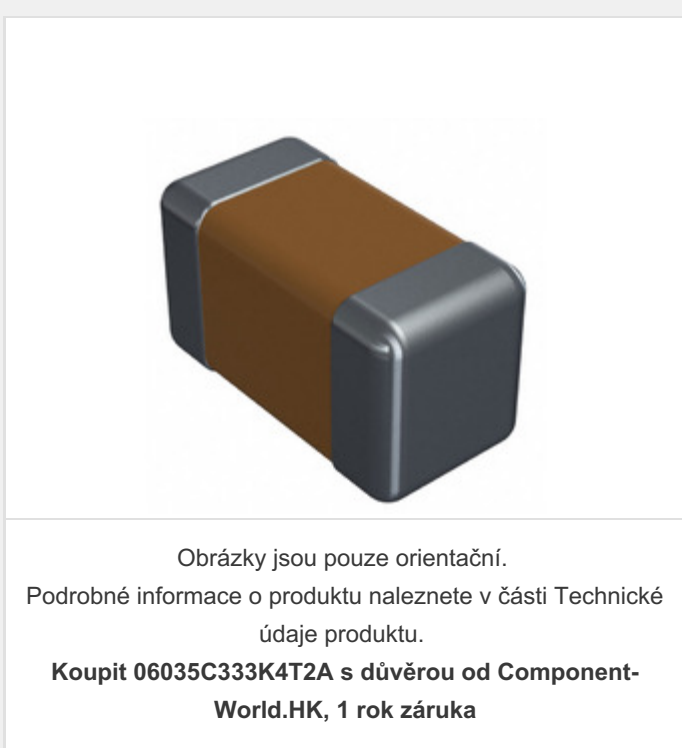 Obrázky jsou pouze orientační.
Podrobné informace o produktu naleznete v části Technické
údaje produktu.
Koupit 06035C333K4T2A s důvěrou od Component-
World.HK, 1 rok záruka